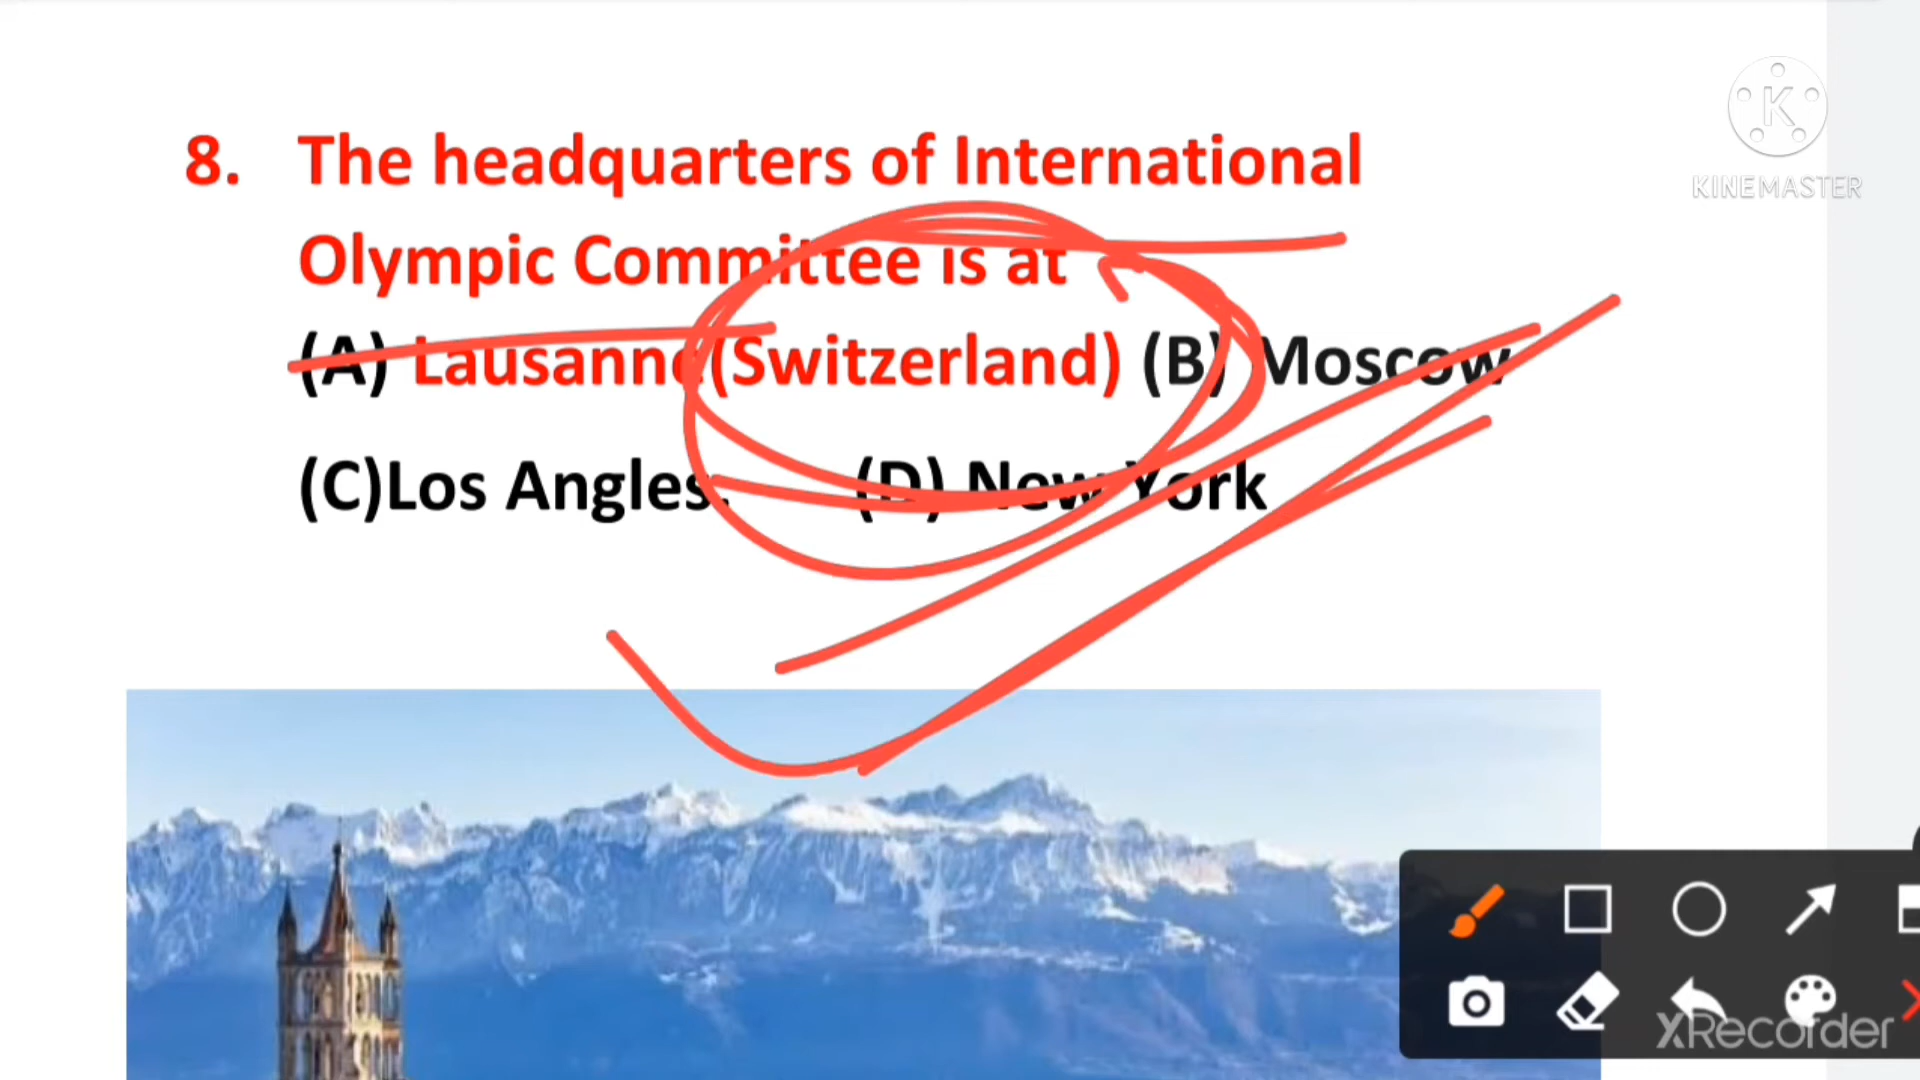 KINEMASTER
8. The headquarters of International
Olympic Committee is at
(A) Lausanne(Switzerland) (B) Moscow
(C)Los Angles. (D) New York
XRecorder